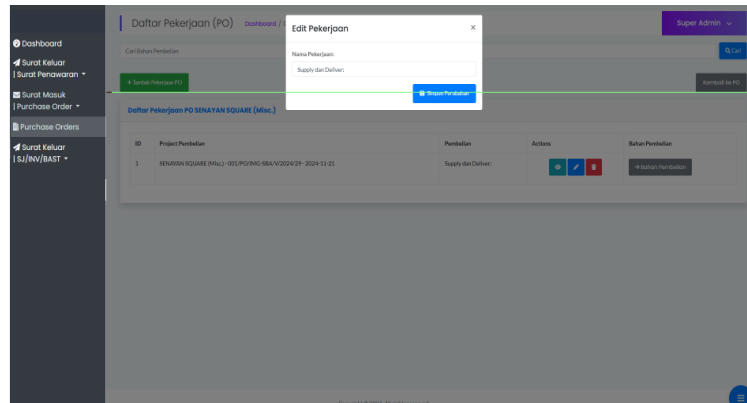 Daftar Pekerjaan (PO)
Dashboard /
Super Admin
Edit Pekerjaan
×
Nama Pekerjaan:
Supply dan Deliver:
Simpan Perubahan
Dashboard
Surat Keluar
| Surat Penawaran
Surat Masuk
| Purchase Order
Purchase Orders
Surat Keluar
| SJ/INV/BAST
Cari Bahan Pembelian
Cari
+ Tambah Pekerjaan PO
Kembali ke PO
Daftar Pekerjaan PO SENAYAN SQUARE (Misc.)
ID Project Pembelian Pembelian Actions Bahan Pembelian
1 SENAYAN SQUARE (Misc.) - 001/PO/IMG-SBA/V/2024/29 - 2024-11-21 Supply dan Deliver: Bahan Pembelian